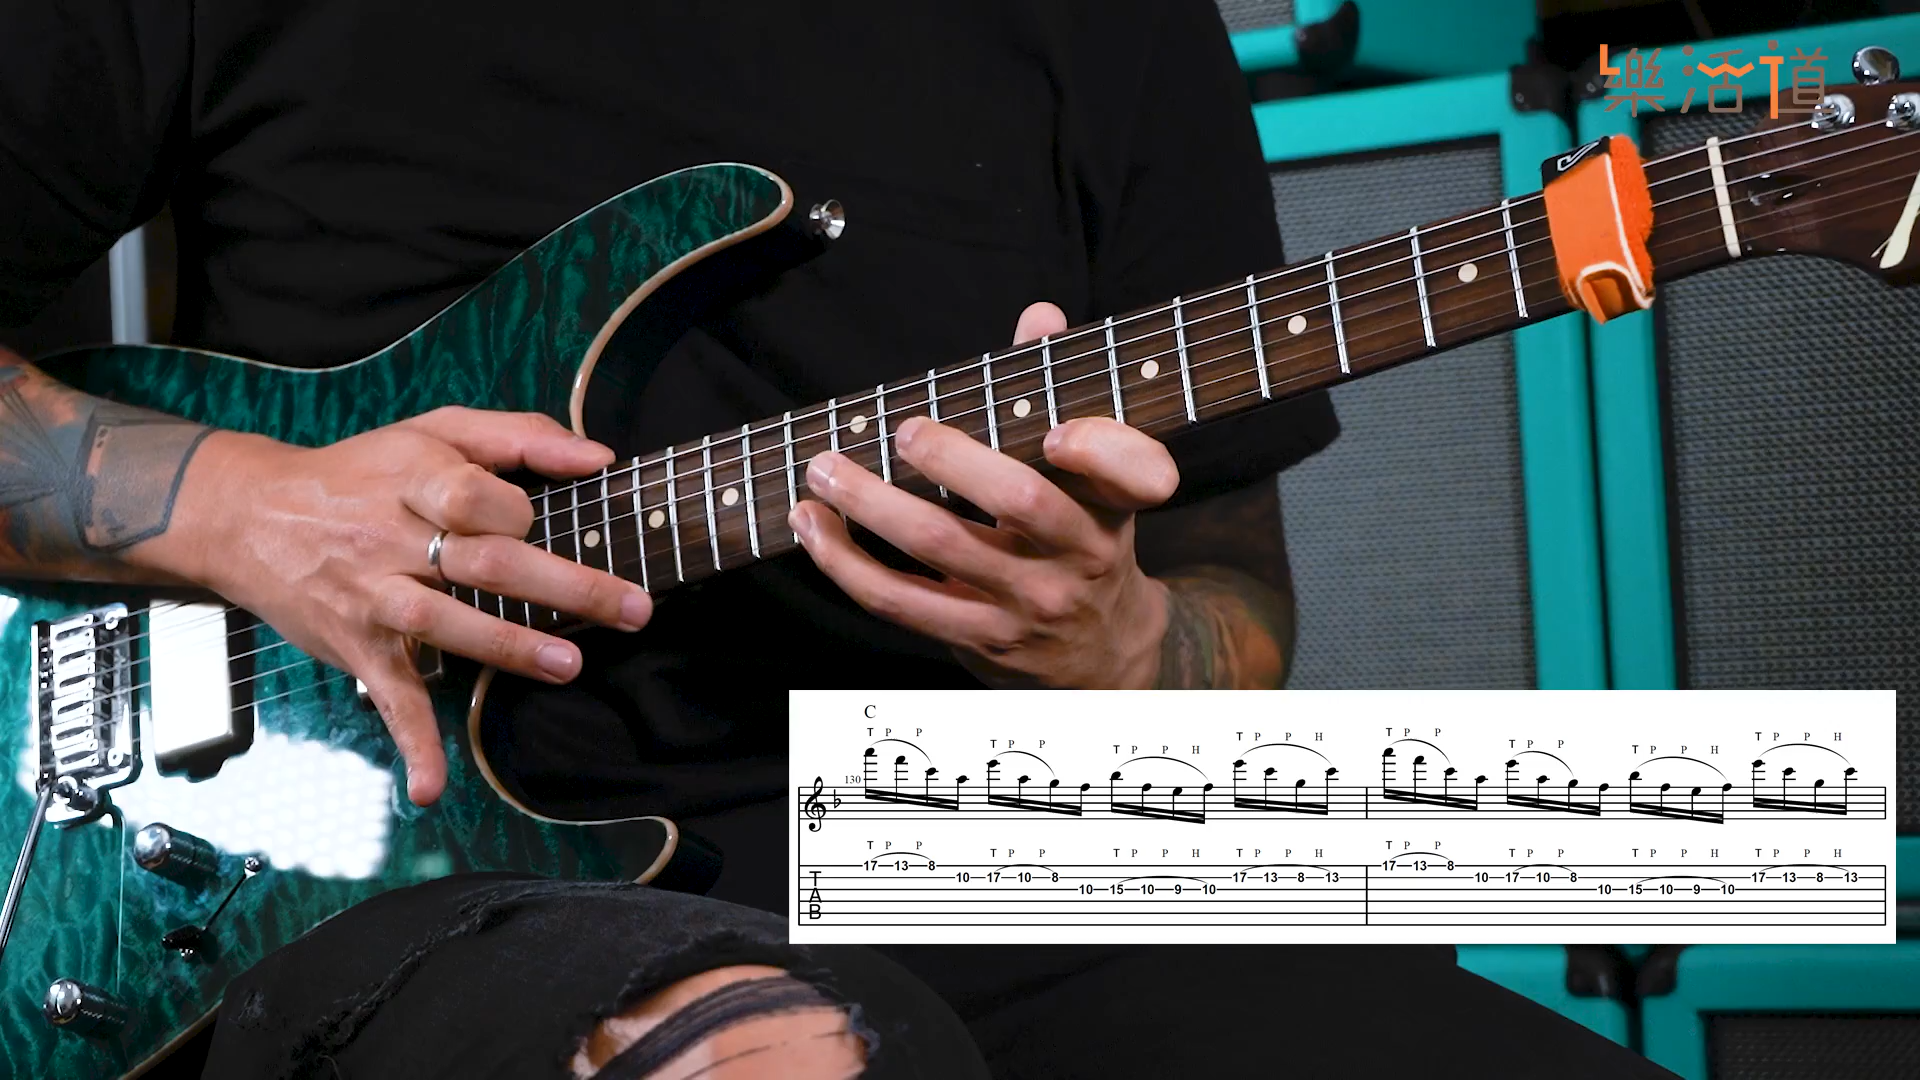 樂活道
C
T P P T P P T P P H T P P H T P P T P P T P P H T P P H
130
T P P T P P T P P H T P P H T P P T P P T P P H T P P H
17 13 8 10 17 10 8 10 15 10 9 10 17 13 8 13 17 13 8 10 17 10 8 10 15 10 9 10 17 13 8 13
T
A
B